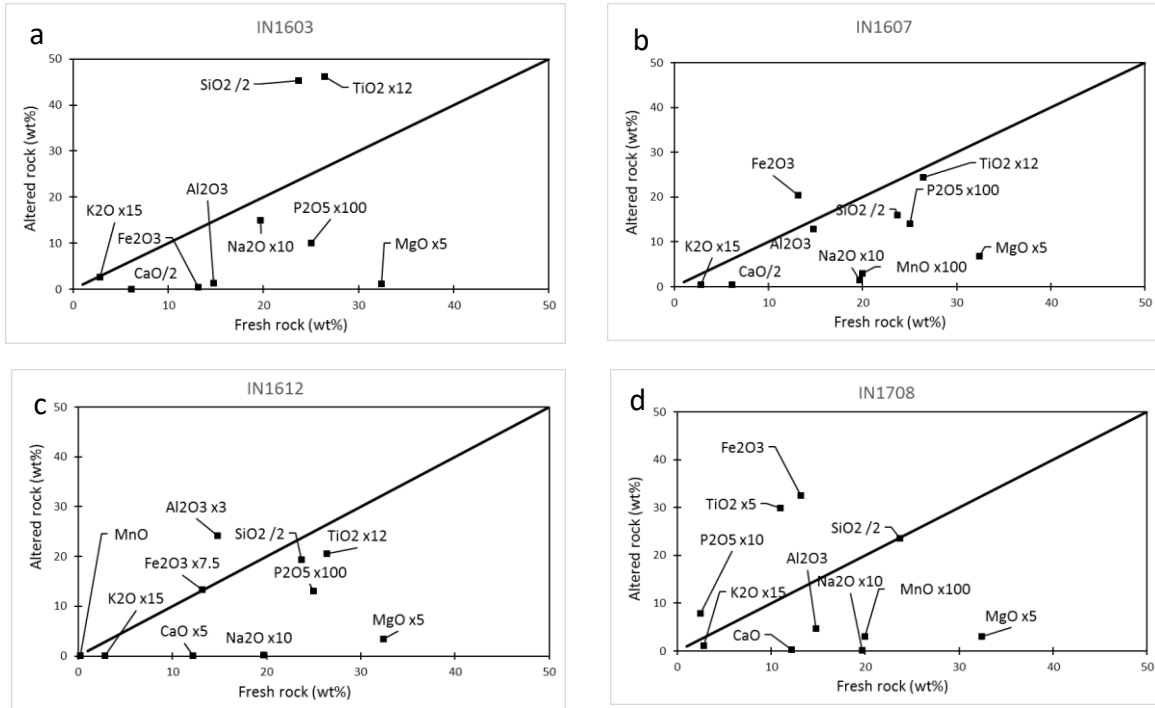 a
IN1603
50
40
30
20
10
0
Altered rock (wt%)
SiO2 /2
TiO2 x12
Al2O3
K2O x15
Fe2O3
P2O5 x100
Na2O x10
MgO x5
CaO/2
0 10 20 30 40 50
Fresh rock (wt%)
b
IN1607
50
40
30
20
10
0
Altered rock (wt%)
Fe2O3
TiO2 x12
P2O5 x100
SiO2 /2
Al2O3
K2O x15
CaO/2
Na2O x10
MnO x100
MgO x5
0 10 20 30 40 50
Fresh rock (wt%)
c
IN1612
50
40
30
20
10
0
Altered rock (wt%)
Al2O3 x3
MnO
SiO2 /2
TiO2 x12
Fe2O3 x7.5
P2O5 x100
K2O x15
CaO x5
Na2O x10
MgO x5
0 10 20 30 40 50
Fresh rock (wt%)
d
IN1708
50
40
30
20
10
0
Altered rock (wt%)
Fe2O3
TiO2 x5
SiO2 /2
P2O5 x10
Al2O3
K2O x15
Na2O x10
MnO x100
CaO
MgO x5
0 10 20 30 40 50
Fresh rock (wt%)